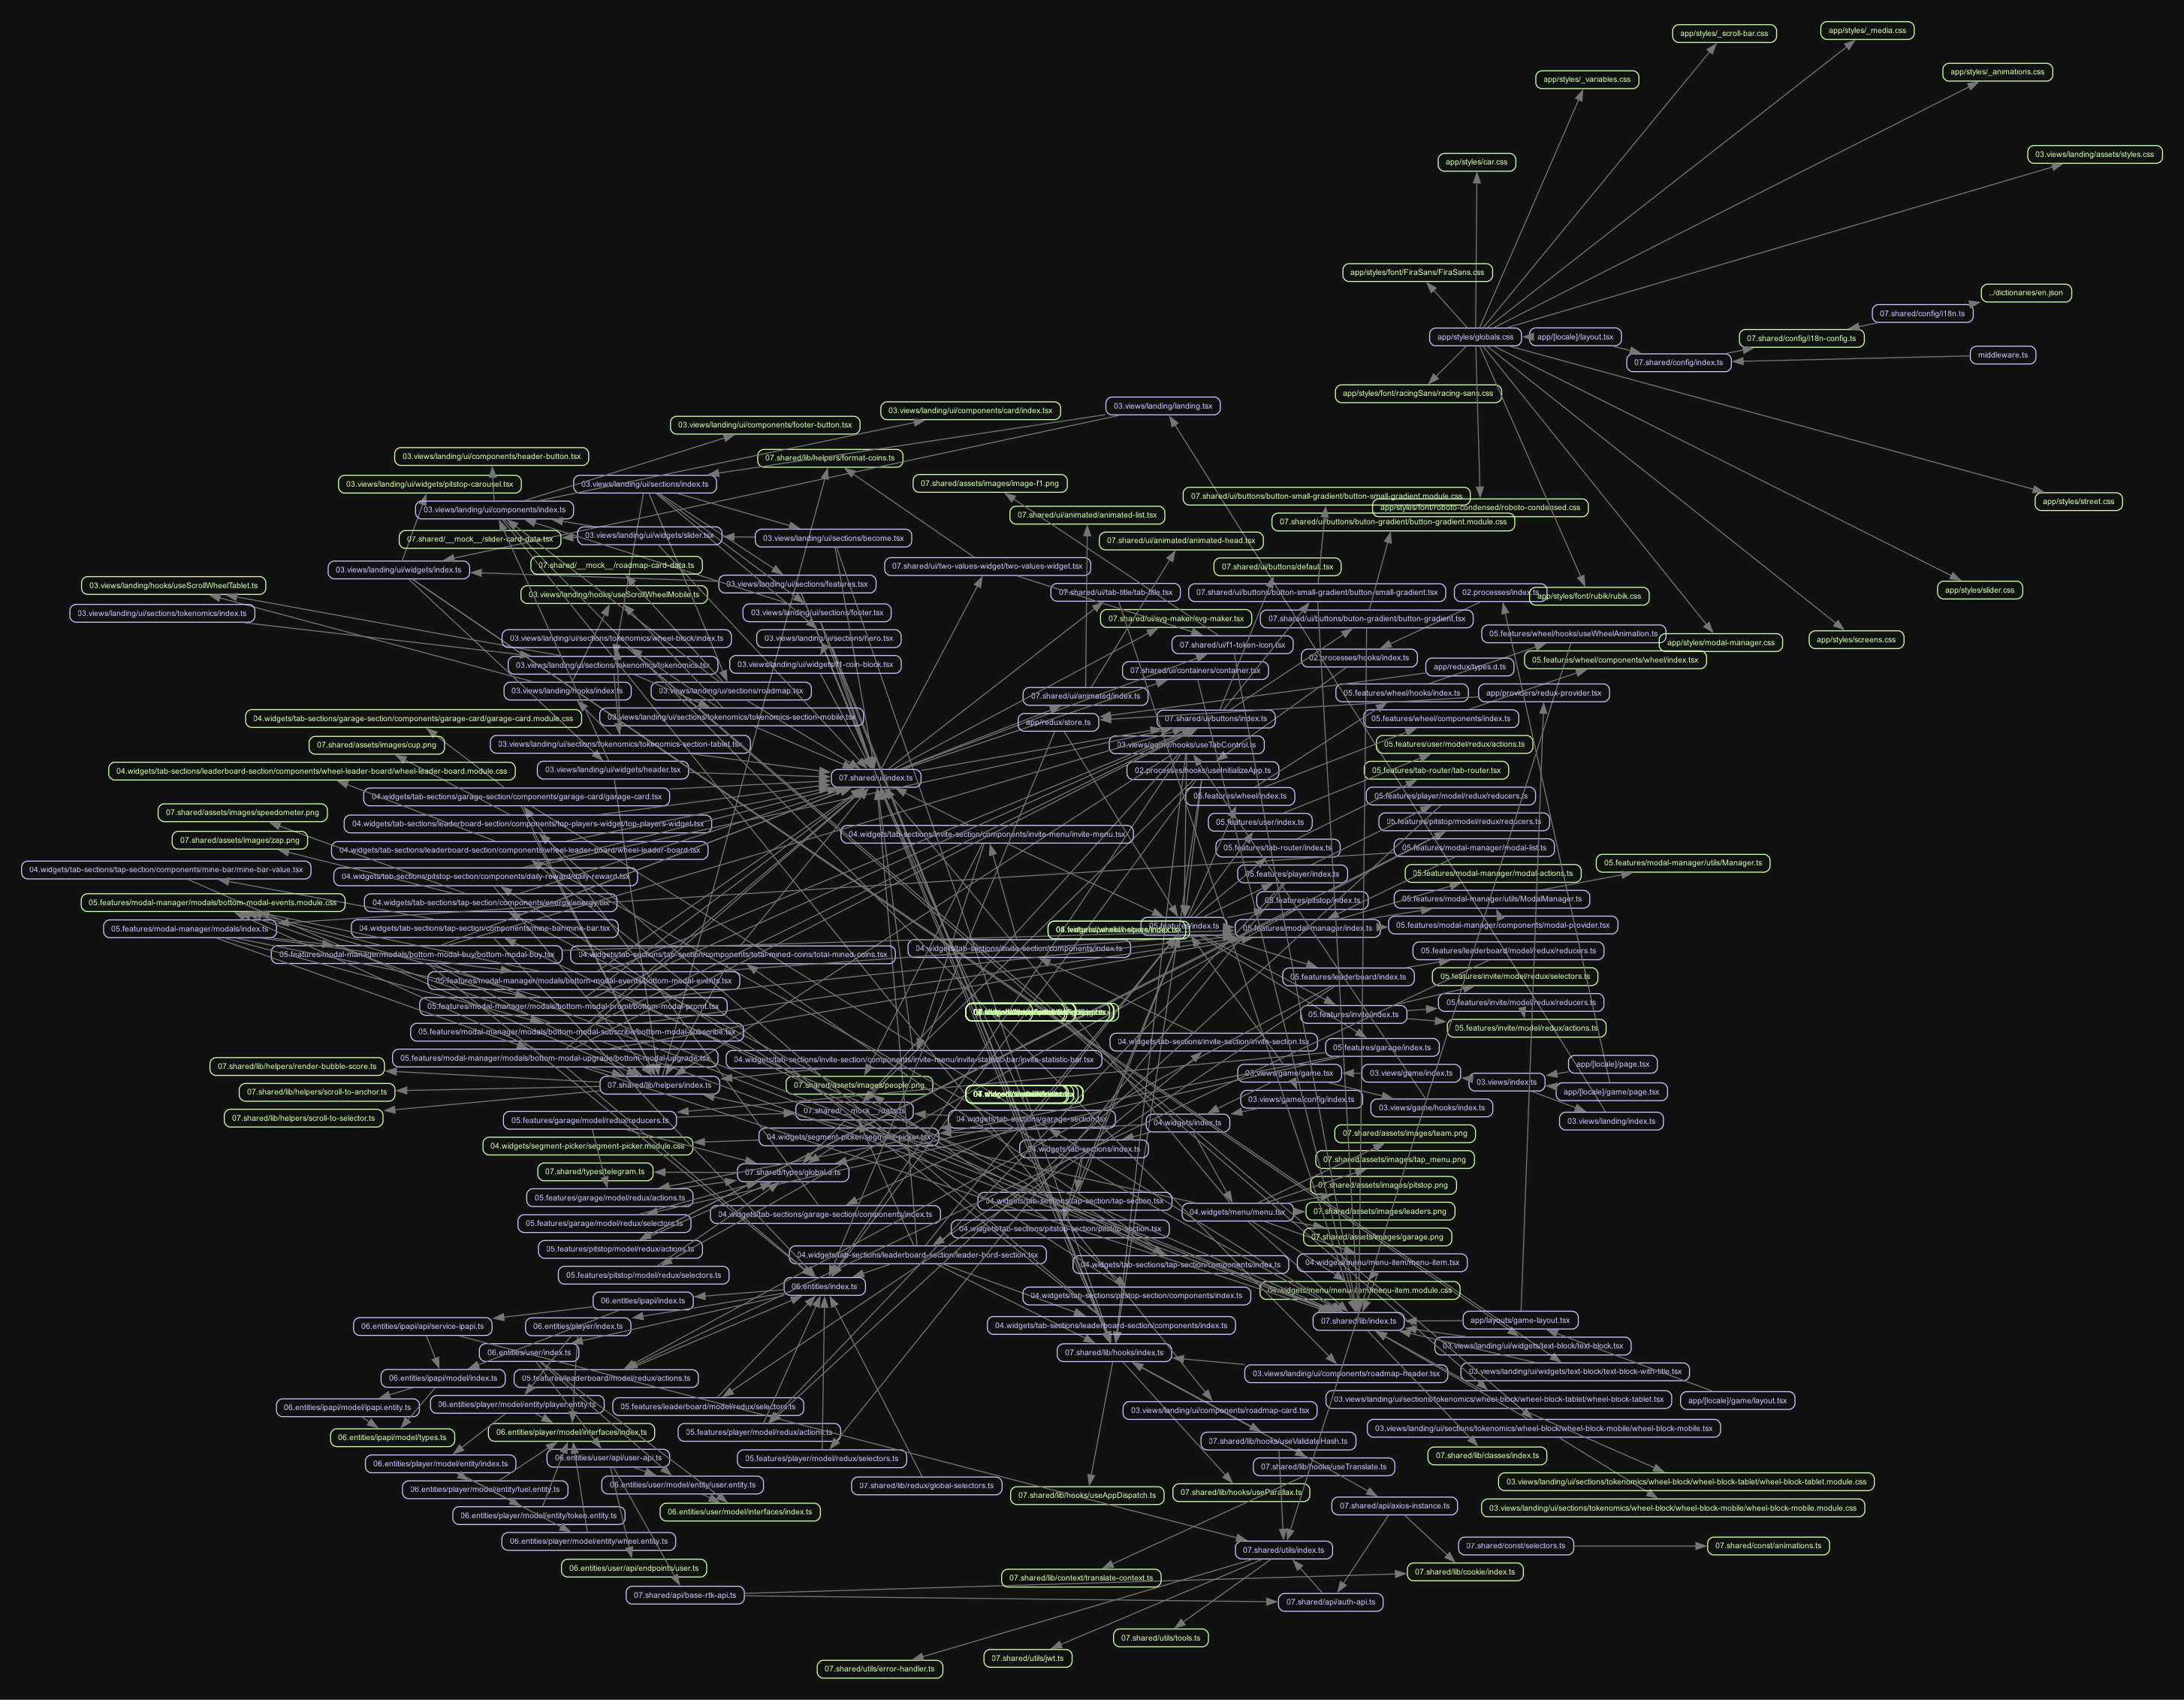 app/styles/_scroll-bar.css
app/styles/_media.css
app/styles/_variables.css
app/styles/_animations.css
app/styles/car.css
03.views/landing/assets/styles.css
app/styles/font/FiraSans/FiraSans.css
../dictionaries/en.json
07.shared/config/i18n.ts
app/styles/globals.css
app/[locale]/layout.tsx
07.shared/config/i18n-config.ts
07.shared/config/index.ts
middleware.ts
app/styles/font/racingSans/racing-sans.css
03.views/landing/landing.tsx
03.views/landing/ui/components/card/index.tsx
03.views/landing/ui/components/footer-button.tsx
03.views/landing/ui/components/header-button.tsx
07.shared/lib/helpers/format-coins.ts
03.views/landing/ui/widgets/pitstop-carousel.tsx
03.views/landing/ui/sections/index.ts
07.shared/assets/images/image-f1.png
07.shared/ui/buttons/button-small-gradient/button-small-gradient.module.css
app/styles/street.css
03.views/landing/ui/components/index.ts
app/styles/font/roboto-condensed/roboto-condensed.css
07.shared/ui/animated/animated-list.tsx
07.shared/ui/buttons/buton-gradient/button-gradient.module.css
03.views/landing/ui/widgets/slider.tsx
03.views/landing/ui/sections/become.tsx
07.shared/__mock__/slider-card-data.tsx
07.shared/ui/animated/animated-head.tsx
07.shared/__mock__/roadmap-card-data.ts
07.shared/ui/two-values-widget/two-values-widget.tsx
07.shared/ui/buttons/default.tsx
03.views/landing/ui/widgets/index.ts
03.views/landing/hooks/useScrollWheelTablet.ts
03.views/landing/ui/sections/features.tsx
03.views/landing/hooks/useScrollWheelMobile.ts
07.shared/ui/tab-title/tab-title.tsx
07.shared/ui/buttons/button-small-gradient/button-small-gradient.tsx
02.processes/index.ts
app/styles/font/rubik/rubik.css
app/styles/slider.css
03.views/landing/ui/sections/tokenomics/index.ts
03.views/landing/ui/sections/footer.tsx
07.shared/ui/svg-maker/svg-maker.tsx
07.shared/ui/buttons/buton-gradient/button-gradient.tsx
03.views/landing/ui/sections/tokenomics/wheel-block/index.ts
03.views/landing/ui/sections/hero.tsx
07.shared/ui/f1-token-icon.tsx
05.features/wheel/hooks/useWheelAnimation.ts
app/styles/modal-manager.css
app/styles/screens.css
03.views/landing/ui/sections/tokenomics/tokenomics.tsx
03.views/landing/ui/widgets/f1-coin-block.tsx
07.shared/ui/containers/container.tsx
02.processes/hooks/index.ts
app/redux/types.d.ts
05.features/wheel/components/wheel/index.tsx
03.views/landing/hooks/index.ts
03.views/landing/ui/sections/roadmap.tsx
07.shared/ui/animated/index.ts
05.features/wheel/hooks/index.ts
app/providers/redux-provider.tsx
04.widgets/tab-sections/garage-section/components/garage-card/garage-card.module.css
03.views/landing/ui/sections/tokenomics/tokenomics-section-mobile.tsx
app/redux/store.ts
07.shared/ui/buttons/index.ts
05.features/wheel/components/index.ts
07.shared/assets/images/cup.png
03.views/landing/ui/sections/tokenomics/tokenomics-section-tablet.tsx
03.views/game/hooks/useTabControl.ts
05.features/user/model/redux/actions.ts
04.widgets/tab-sections/leaderboard-section/components/wheel-leader-board/wheel-leader-board.module.css
03.views/landing/ui/widgets/header.tsx
07.shared/ui/index.ts
02.processes/hooks/useInitializeApp.ts
05.features/tab-router/tab-router.tsx
04.widgets/tab-sections/garage-section/components/garage-card/garage-card.tsx
05.features/wheel/index.ts
05.features/player/model/redux/reducers.ts
07.shared/assets/images/speedometer.png
04.widgets/tab-sections/leaderboard-section/components/top-players-widget/top-players-widget.tsx
04.widgets/tab-sections/invite-section/components/invite-menu/invite-menu.tsx
05.features/user/index.ts
05.features/pitstop/model/redux/reducers.ts
07.shared/assets/images/zap.png
04.widgets/tab-sections/leaderboard-section/components/wheel-leader-board/wheel-leader-board.tsx
05.features/tab-router/index.ts
05.features/modal-manager/modal-list.ts
05.features/modal-manager/utils/Manager.ts
04.widgets/tab-sections/tap-section/components/mine-bar/mine-bar-value.tsx
04.widgets/tab-sections/pitstop-section/components/daily-reward/daily-reward.tsx
05.features/player/index.ts
05.features/modal-manager/modal-actions.ts
05.features/modal-manager/modals/bottom-modal-events.module.css
04.widgets/tab-sections/tap-section/components/energy/energy.tsx
05.features/pitstop/index.ts
05.features/modal-manager/utils/ModalManager.ts
05.features/modal-manager/modals/index.ts
04.widgets/tab-sections/tap-section/components/mine-bar/mine-bar.tsx
05.features/index.ts
05.features/modal-manager/index.ts
05.features/modal-manager/components/modal-provider.tsx
05.features/modal-manager/modals/bottom-modal-buy/bottom-modal-buy.tsx
04.widgets/tab-sections/tap-section/components/total-mined-coins/total-mined-coins.tsx
04.widgets/tab-sections/invite-section/components/index.ts
05.features/leaderboard/model/redux/reducers.ts
05.features/modal-manager/modals/bottom-modal-events/bottom-modal-events.tsx
05.features/leaderboard/index.ts
05.features/invite/model/redux/selectors.ts
05.features/modal-manager/modals/bottom-modal-promt/bottom-modal-promt.tsx
05.features/invite/index.ts
05.features/invite/model/redux/reducers.ts
05.features/modal-manager/modals/bottom-modal-subscribe/bottom-modal-subscribe.tsx
05.features/invite/model/redux/actions.ts
04.widgets/tab-sections/invite-section/invite-section.tsx
05.features/garage/index.ts
05.features/modal-manager/modals/bottom-modal-upgrade/bottom-modal-upgrade.tsx
04.widgets/tab-sections/invite-section/components/invite-menu/invite-statistic-bar/invite-statistic-bar.tsx
07.shared/lib/helpers/render-bubble-score.ts
03.views/game/game.tsx
03.views/game/index.ts
app/[locale]/page.tsx
07.shared/lib/helpers/index.ts
07.shared/assets/images/people.png
03.views/index.ts
07.shared/lib/helpers/scroll-to-anchor.ts
03.views/game/config/index.ts
app/[locale]/game/page.tsx
07.shared/lib/helpers/scroll-to-selector.ts
05.features/garage/model/redux/reducers.ts
07.shared/__mock__/data.ts
04.widgets/tab-sections/garage-section.tsx
04.widgets/index.ts
03.views/game/hooks/index.ts
03.views/landing/index.ts
04.widgets/segment-picker/segment-picker.module.css
04.widgets/segment-picker/segment-picker.tsx
04.widgets/tab-sections/index.ts
07.shared/assets/images/team.png
07.shared/types/telegram.ts
07.shared/types/global.d.ts
07.shared/assets/images/tap_menu.png
05.features/garage/model/redux/actions.ts
04.widgets/tab-sections/tap-section/tap-section.tsx
07.shared/assets/images/pitstop.png
05.features/garage/model/redux/selectors.ts
04.widgets/tab-sections/garage-section/components/index.ts
04.widgets/menu/menu.tsx
07.shared/assets/images/leaders.png
04.widgets/tab-sections/pitstop-section/pitstop-section.tsx
07.shared/assets/images/garage.png
05.features/pitstop/model/redux/actions.ts
04.widgets/tab-sections/leaderboard-section/leader-bord-section.tsx
04.widgets/tab-sections/tap-section/components/index.ts
04.widgets/menu/menu-item/menu-item.tsx
05.features/pitstop/model/redux/selectors.ts
06.entities/index.ts
04.widgets/tab-sections/pitstop-section/components/index.ts
04.widgets/menu/menu-item/menu-item.module.css
06.entities/ipapi/index.ts
06.entities/ipapi/api/service-ipapi.ts
06.entities/player/index.ts
04.widgets/tab-sections/leaderboard-section/components/index.ts
07.shared/lib/index.ts
app/layouts/game-layout.tsx
06.entities/user/index.ts
07.shared/lib/hooks/index.ts
03.views/landing/ui/widgets/text-block/text-block.tsx
06.entities/ipapi/model/index.ts
05.features/leaderboard/model/redux/actions.ts
03.views/landing/ui/components/roadmap-header.tsx
03.views/landing/ui/widgets/text-block/text-block-with-title.tsx
06.entities/ipapi/model/ipapi.entity.ts
06.entities/player/model/entity/player.entity.ts
05.features/leaderboard/model/redux/selectors.ts
03.views/landing/ui/components/roadmap-card.tsx
03.views/landing/ui/sections/tokenomics/wheel-block/wheel-block-tablet/wheel-block-tablet.tsx
app/[locale]/game/layout.tsx
06.entities/ipapi/model/types.ts
06.entities/player/model/interfaces/index.ts
05.features/player/model/redux/actions.ts
07.shared/lib/hooks/useValidateHash.ts
03.views/landing/ui/sections/tokenomics/wheel-block/wheel-block-mobile/wheel-block-mobile.tsx
06.entities/player/model/entity/index.ts
06.entities/user/api/user-api.ts
05.features/player/model/redux/selectors.ts
07.shared/lib/hooks/useTranslate.ts
07.shared/lib/classes/index.ts
06.entities/player/model/entity/fuel.entity.ts
06.entities/user/model/entity/user.entity.ts
07.shared/lib/redux/global-selectors.ts
07.shared/lib/hooks/useAppDispatch.ts
07.shared/lib/hooks/useParallax.ts
03.views/landing/ui/sections/tokenomics/wheel-block/wheel-block-tablet/wheel-block-tablet.module.css
06.entities/player/model/entity/token.entity.ts
06.entities/user/model/interfaces/index.ts
07.shared/api/axios-instance.ts
03.views/landing/ui/sections/tokenomics/wheel-block/wheel-block-mobile/wheel-block-mobile.module.css
06.entities/player/model/entity/wheel.entity.ts
07.shared/utils/index.ts
07.shared/const/selectors.ts
07.shared/const/animations.ts
06.entities/user/api/endpoints/user.ts
07.shared/lib/context/translate-context.ts
07.shared/lib/cookie/index.ts
07.shared/api/base-rtk-api.ts
07.shared/api/auth-api.ts
07.shared/utils/tools.ts
07.shared/utils/jwt.ts
07.shared/utils/error-handler.ts